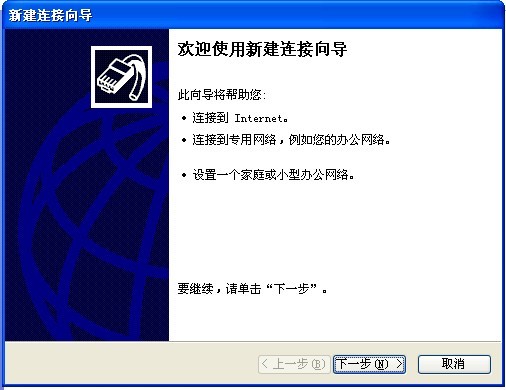 新建连接向导
欢迎使用新建连接向导
此向导将帮助您:
• 连接到 Internet。
• 连接到专用网络，例如您的办公网络。
• 设置一个家庭或小型办公网络。
要继续，请单击“下一步”。
< 上一步(B) 下一步(N) > 取消